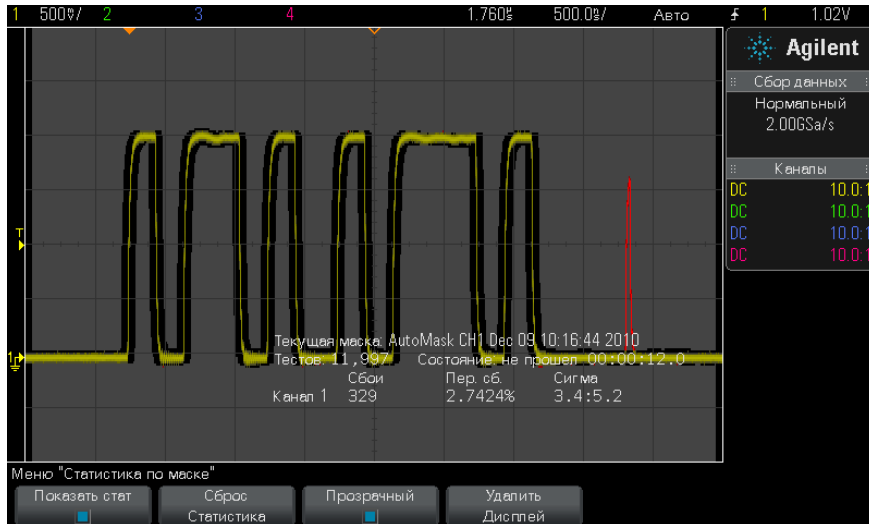 1 500♥/ 2 3 4 1.760s 500.0s/ Авто 1 1.02V
Agilent
Сбор данных
Нормальный
2.00GSa/s
Каналы
DC 10.0:1
DC 10.0:1
DC 10.0:1
DC 10.0:1
T
1
Текущая маска: AutoMask CH1 Dec 09 10:16:44 2010
Тестов: 11,997 Состояние: не прошел 00:00:12.0
Сбои Пер. сб. Сигма
Канал 1 329 2.7424% 3.4:5.2
Меню "Статистика по маске"
Показать стат Сброс Прозрачный Удалить
Статистика Дисплей